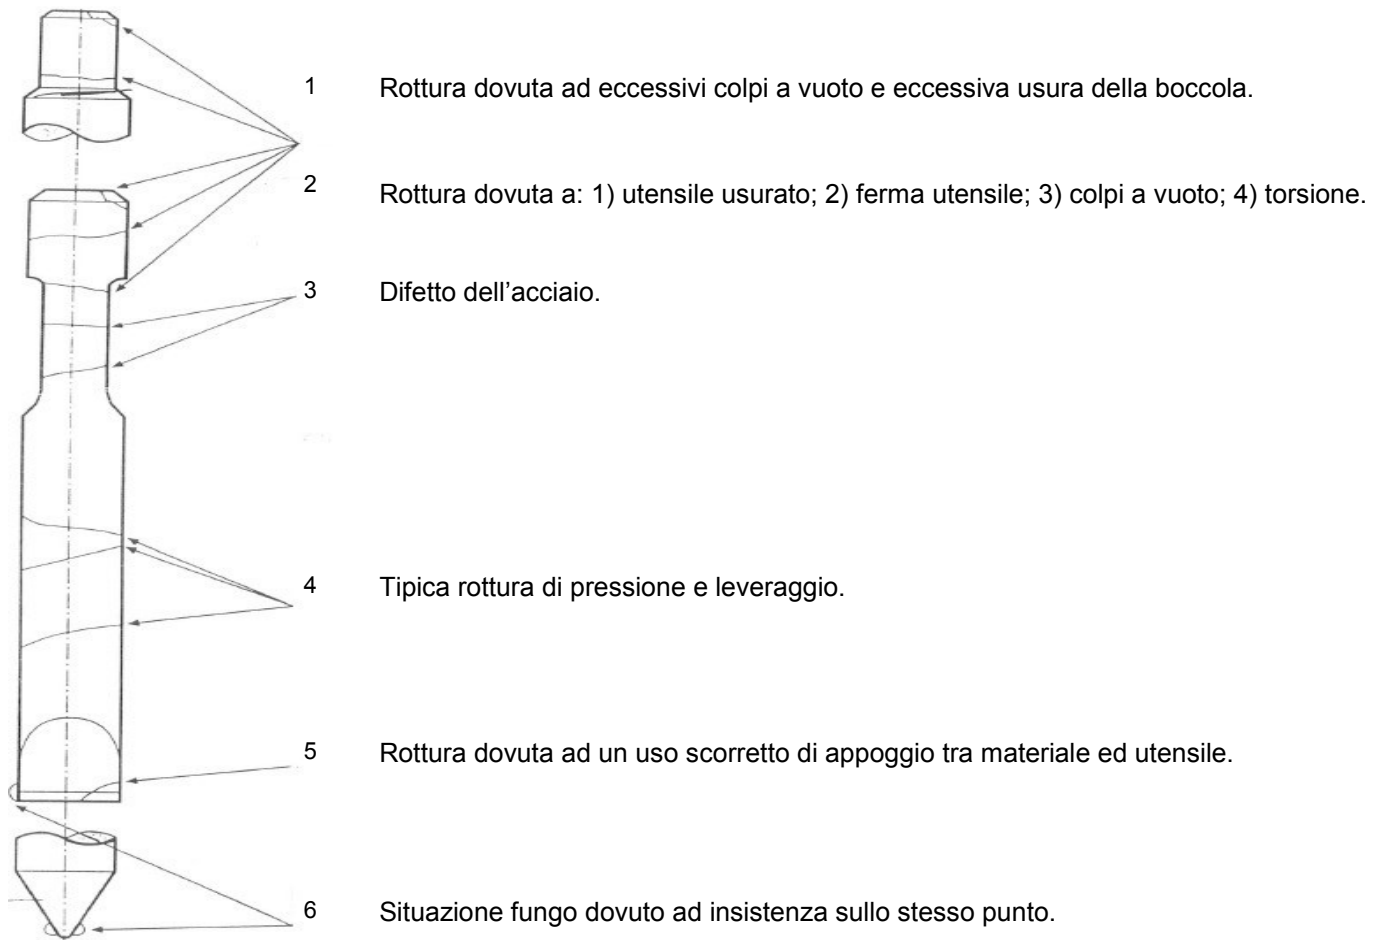 1 Rottura dovuta ad eccessivi colpi a vuoto e eccessiva usura della boccola.
2 Rottura dovuta a: 1) utensile usurato; 2) ferma utensile; 3) colpi a vuoto; 4) torsione.
3 Difetto dell’acciaio.
4 Tipica rottura di pressione e leveraggio.
5 Rottura dovuta ad un uso scorretto di appoggio tra materiale ed utensile.
6 Situazione fungo dovuto ad insistenza sullo stesso punto.